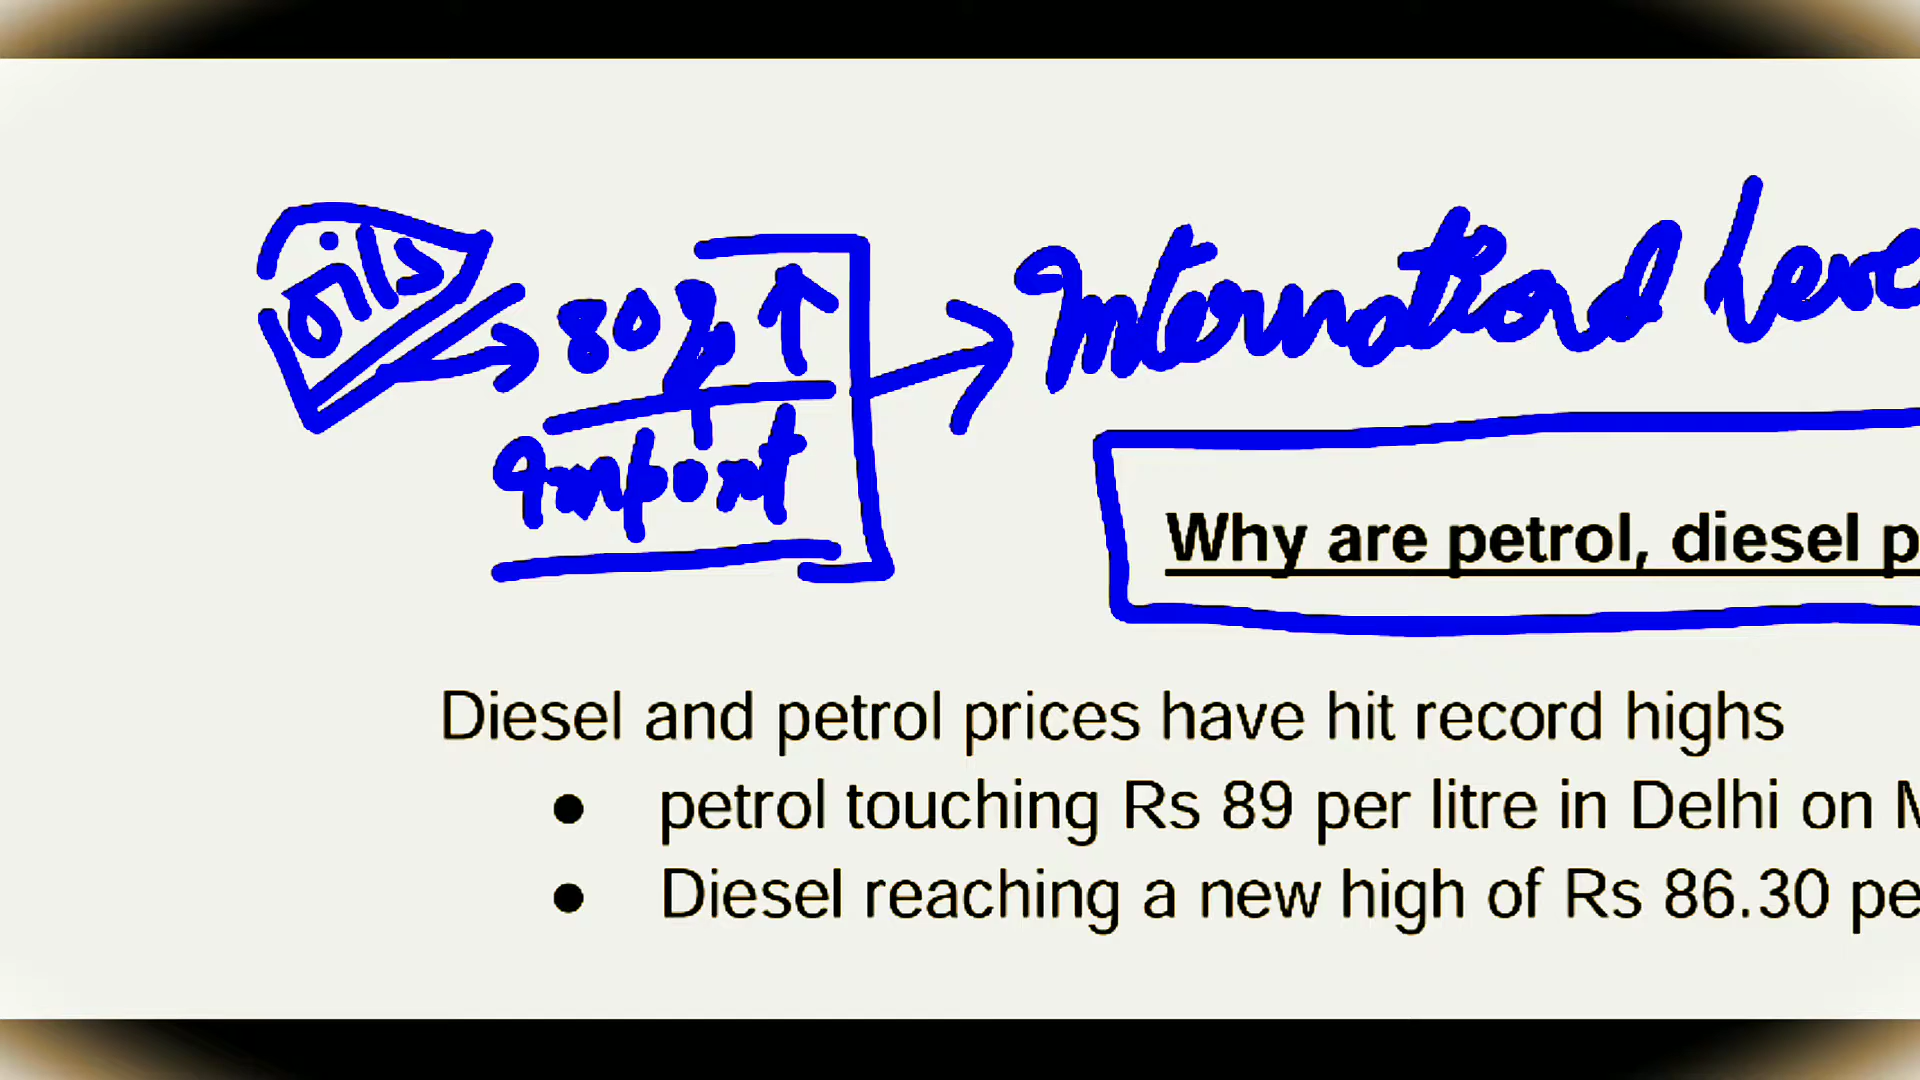 oils
80%
Import
International Leve
Why are petrol, diesel p
Diesel and petrol prices have hit record highs
● petrol touching Rs 89 per litre in Delhi on M
● Diesel reaching a new high of Rs 86.30 pe